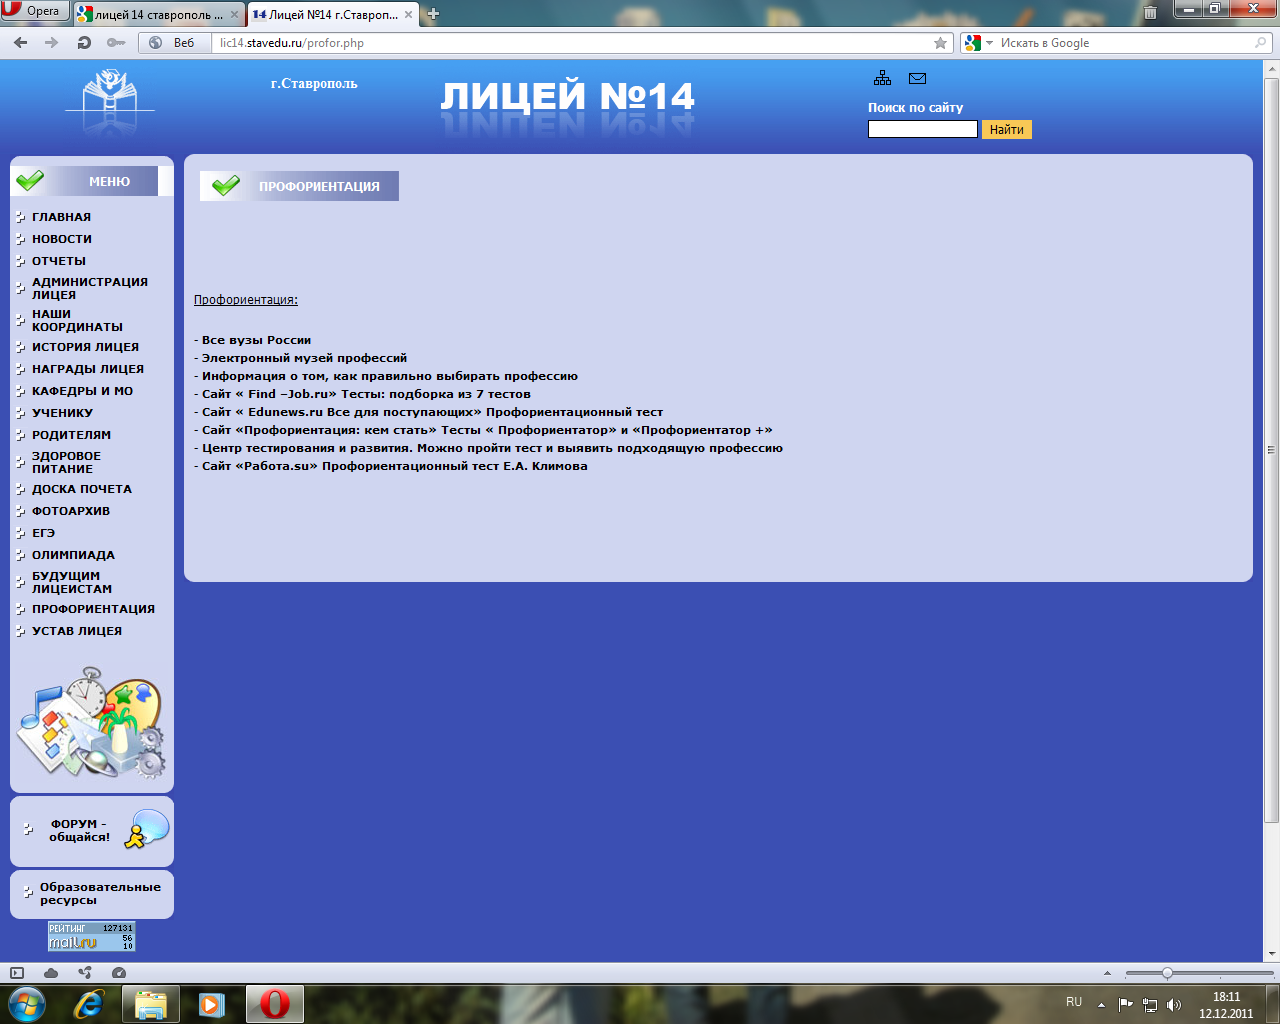 Opera
лицей 14 ставрополь ...
Лицей №14 г.Ставроп...
Веб
lic14.stavedu.ru/profor.php
Искать в Google
г.Ставрополь
ЛИЦЕЙ №14
Поиск по сайту
Найти
МЕНЮ
ГЛАВНАЯ
НОВОСТИ
ОТЧЕТЫ
АДМИНИСТРАЦИЯ
ЛИЦЕЯ
НАШИ
КООРДИНАТЫ
ИСТОРИЯ ЛИЦЕЯ
НАГРАДЫ ЛИЦЕЯ
КАФЕДРЫ И МО
УЧЕНИКУ
РОДИТЕЛЯМ
ЗДОРОВОЕ
ПИТАНИЕ
ДОСКА ПОЧЕТА
ФОТОАРХИВ
ЕГЭ
ОЛИМПИАДА
БУДУЩИМ
ЛИЦЕИСТАМ
ПРОФОРИЕНТАЦИЯ
УСТАВ ЛИЦЕЯ
ФОРУМ -
общайся!
Образовательные
ресурсы
РЕЙТИНГ 127131
mail.ru 56
10
ПРОФОРИЕНТАЦИЯ
Профориентация:
- Все вузы России
- Электронный музей профессий
- Информация о том, как правильно выбирать профессию
- Сайт « Find –Job.ru» Тесты: подборка из 7 тестов
- Сайт « Edunews.ru Все для поступающих» Профориентационный тест
- Сайт «Профориентация: кем стать» Тесты « Профориентатор» и «Профориентатор +»
- Центр тестирования и развития. Можно пройти тест и выявить подходящую профессию
- Сайт «Работа.su» Профориентационный тест Е.А. Климова
RU
18:11
12.12.2011